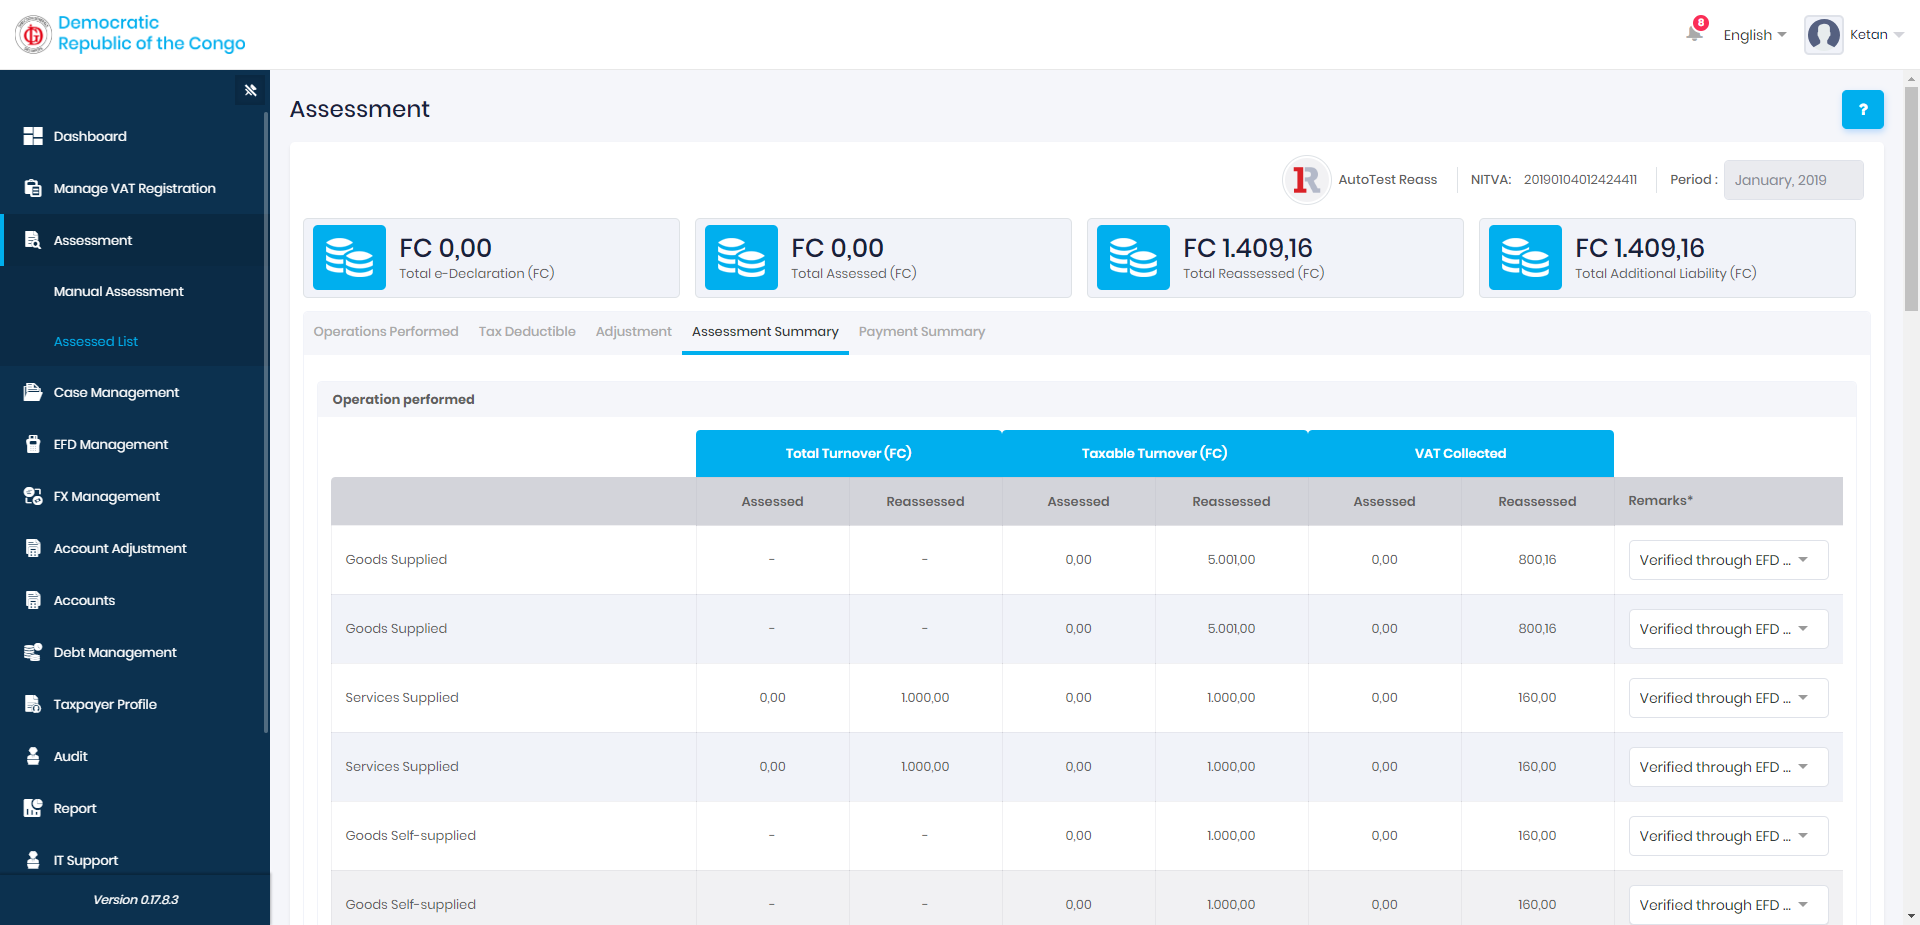 Democratic
Republic of the Congo
8
English
Ketan
Assessment
?
Dashboard
Manage VAT Registration
Assessment
Manual Assessment
Assessed List
Case Management
EFD Management
FX Management
Account Adjustment
Accounts
Debt Management
Taxpayer Profile
Audit
Report
IT Support
Version 0.17.8.3
1R AutoTest Reass NITVA: 20190104012424411 Period : January, 2019
FC 0,00
Total e-Declaration (FC)
FC 0,00
Total Assessed (FC)
FC 1.409,16
Total Reassessed (FC)
FC 1.409,16
Total Additional Liability (FC)
Operations Performed Tax Deductible Adjustment Assessment Summary Payment Summary
Operation performed
Total Turnover (FC) Taxable Turnover (FC) VAT Collected
Assessed Reassessed Assessed Reassessed Assessed Reassessed Remarks*
Goods Supplied - - 0,00 5.001,00 0,00 800,16 Verified through EFD ...
Goods Supplied - - 0,00 5.001,00 0,00 800,16 Verified through EFD ...
Services Supplied 0,00 1.000,00 0,00 1.000,00 0,00 160,00 Verified through EFD ...
Services Supplied 0,00 1.000,00 0,00 1.000,00 0,00 160,00 Verified through EFD ...
Goods Self-supplied - - 0,00 1.000,00 0,00 160,00 Verified through EFD ...
Goods Self-supplied - - 0,00 1.000,00 0,00 160,00 Verified through EFD ...